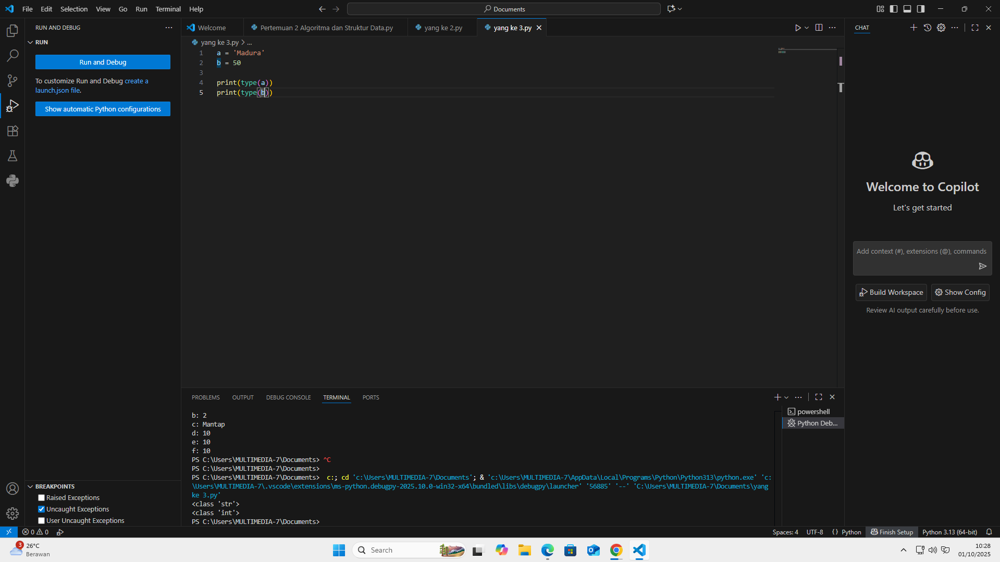 File Edit Selection View Go Run Terminal Help
Documents
RUN AND DEBUG
RUN
Run and Debug
To customize Run and Debug create a
launch.json file.
Show automatic Python configurations
BREAKPOINTS
Raised Exceptions
Uncaught Exceptions
User Uncaught Exceptions
Welcome
Pertemuan 2 Algoritma dan Struktur Data.py
yang ke 2.py
yang ke 3.py
yang ke 3.py > ...
1 a = 'Madura'
2 b = 50
3
4 print(type(a))
5 print(type(b))
PROBLEMS OUTPUT DEBUG CONSOLE TERMINAL PORTS
b: 2
c: Mantap
d: 10
e: 10
f: 10
PS C:\Users\MULTIMEDIA-7\Documents> ^C
PS C:\Users\MULTIMEDIA-7\Documents>
PS C:\Users\MULTIMEDIA-7\Documents>  c:; cd 'c:\Users\MULTIMEDIA-7\Documents'; & 'c:\Users\MULTIMEDIA-7\AppData\Local\Programs\Python\Python313\python.exe' 'c:
\Users\MULTIMEDIA-7\.vscode\extensions\ms-python.debugpy-2025.10.0-win32-x64\bundled\libs\debugpy\launcher' '56885' '--' 'C:\Users\MULTIMEDIA-7\Documents\yang
ke 3.py'
<class 'str'>
<class 'int'>
PS C:\Users\MULTIMEDIA-7\Documents>
powershell
Python Deb...
CHAT
Welcome to Copilot
Let's get started
Add context (#), extensions (@), commands
Build Workspace
Show Config
Review AI output carefully before use.
0 0
Spaces: 4 UTF-8 {} Python Finish Setup Python 3.13 (64-bit)
3
26°C
Berawan
Search
10:28
01/10/2025